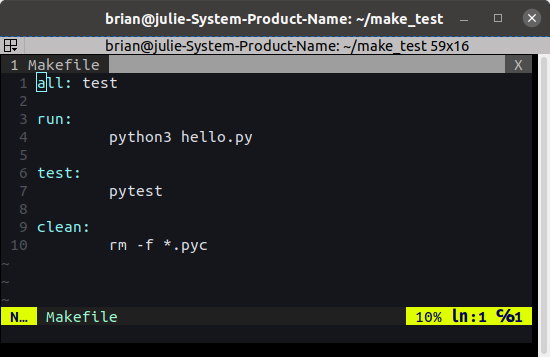 brian@julie-System-Product-Name: ~/make_test
brian@julie-System-Product-Name: ~/make_test 59x16
1 Makefile X
1 all: test
2
3 run:
4 python3 hello.py
5
6 test:
7 pytest
8
9 clean:
10 rm -f *.pyc
~
~
~
N… Makefile 10% ln:1 ℅1